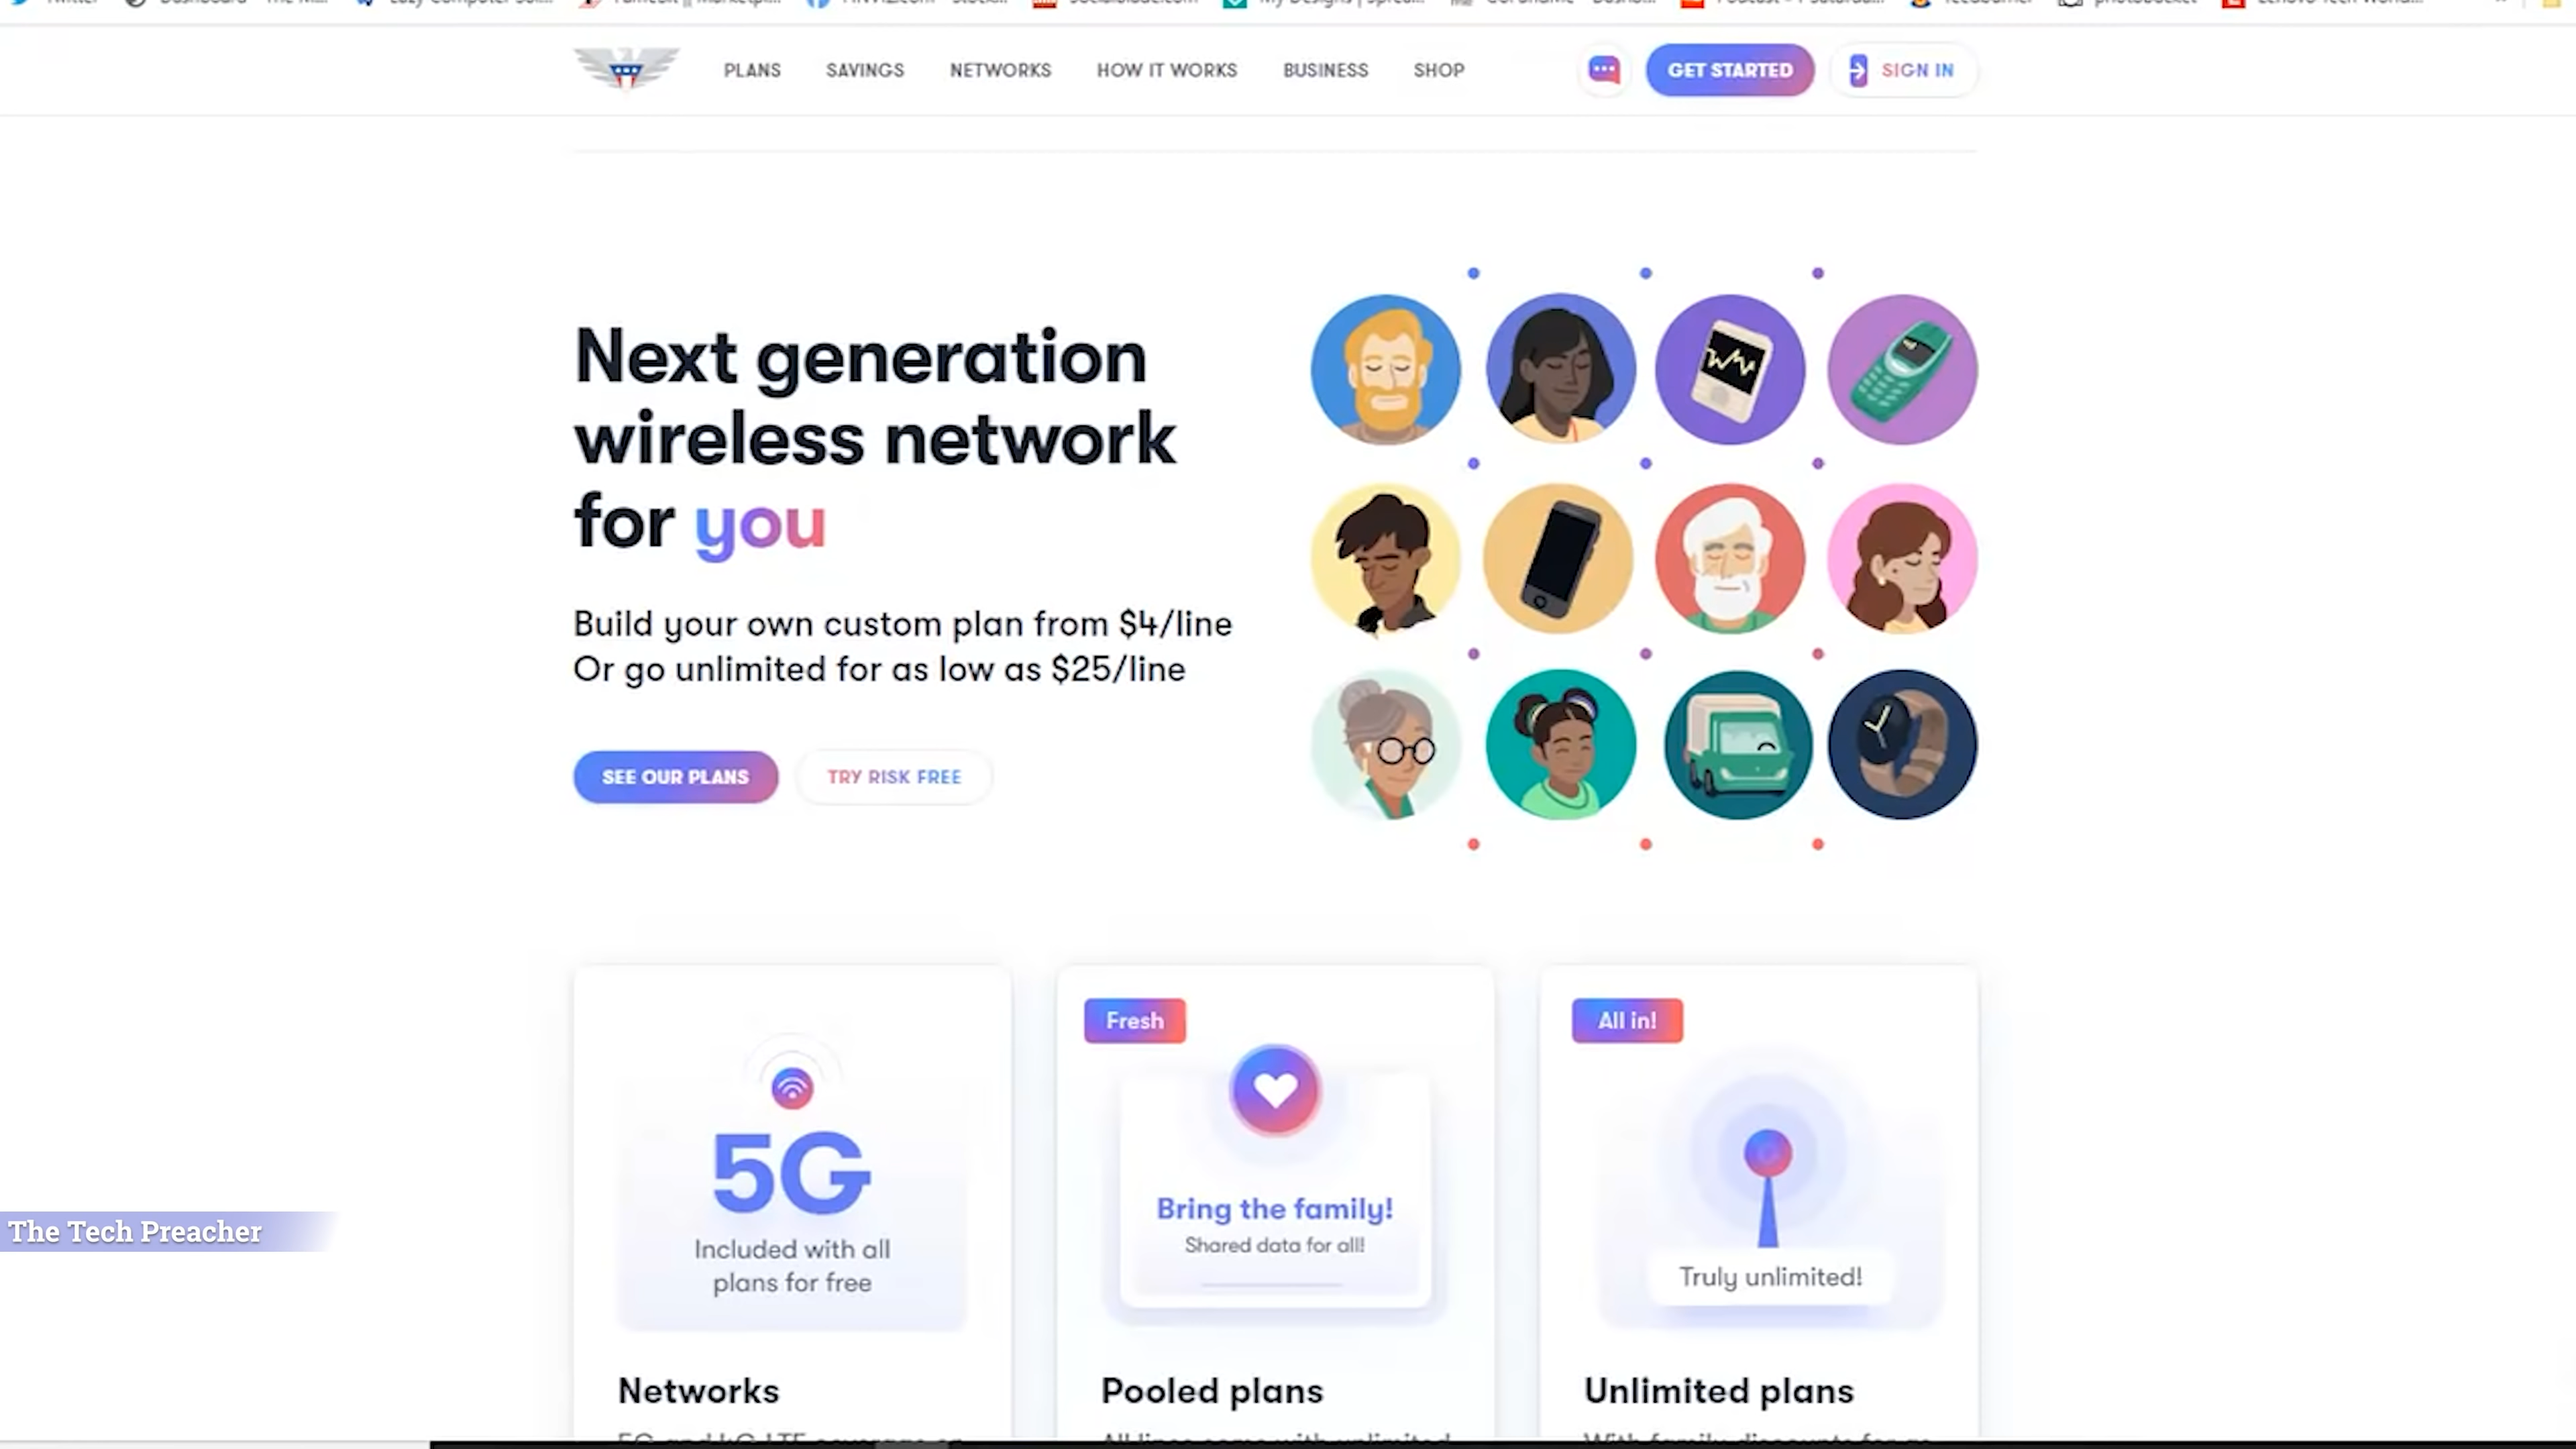 PLANS SAVINGS NETWORKS HOW IT WORKS BUSINESS SHOP GET STARTED SIGN IN
Next generation
wireless network
for you
Build your own custom plan from $4/line
Or go unlimited for as low as $25/line
SEE OUR PLANS TRY RISK FREE
Fresh
All in!
5G
Included with all
plans for free
Bring the family!
Shared data for all!
Truly unlimited!
The Tech Preacher
Networks
Pooled plans
Unlimited plans